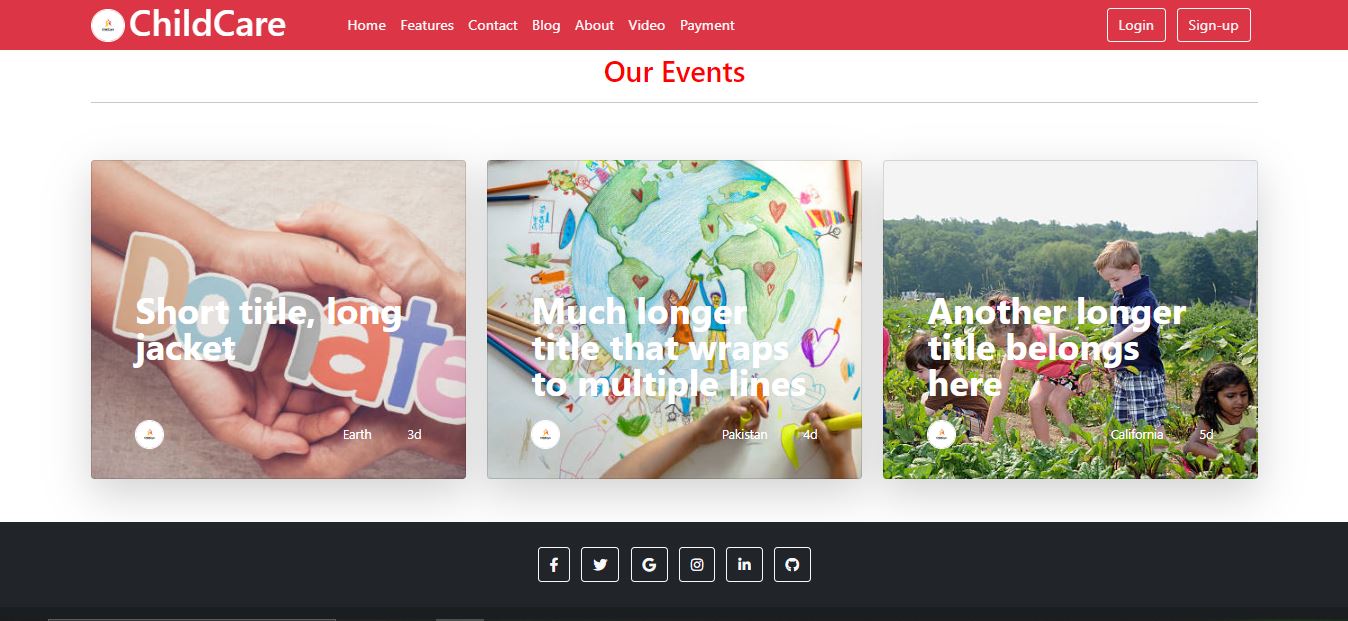 ChildCare
Home Features Contact Blog About Video Payment
Login Sign-up
Our Events
Donate
Short title, long
jacket
Earth 3d
Much longer
title that wraps
to multiple lines
Pakistan 4d
Another longer
title belongs
here
California 5d